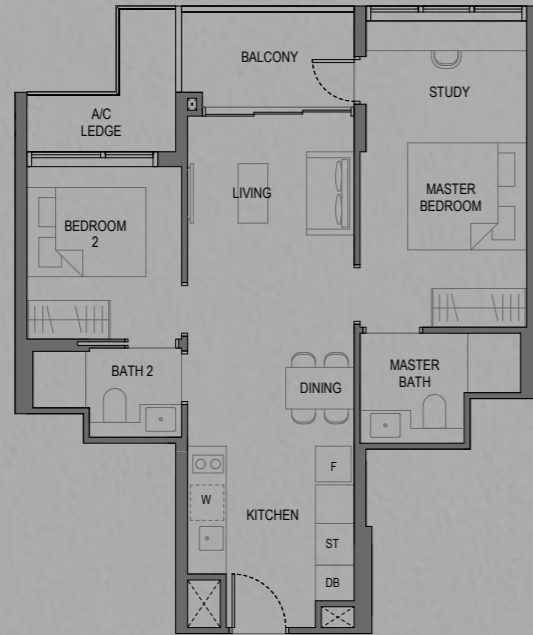 BALCONY
STUDY
A/C
LEDGE
LIVING
MASTER
BEDROOM
BEDROOM
2
BATH 2
MASTER
BATH
DINING
F
W
KITCHEN
ST
DB